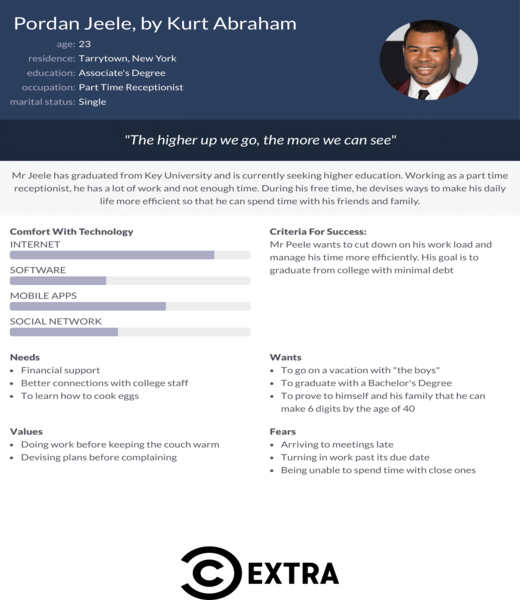 Pordan Jeele, by Kurt Abraham
age: 23
residence: Tarrytown, New York
education: Associate's Degree
occupation: Part Time Receptionist
marital status: Single
"The higher up we go, the more we can see"
Mr Jeele has graduated from Key University and is currently seeking higher education. Working as a part time
receptionist, he has a lot of work and not enough time. During his free time, he devises ways to make his daily
life more efficient so that he can spend time with his friends and family.
Comfort With Technology
INTERNET
SOFTWARE
MOBILE APPS
SOCIAL NETWORK
Criteria For Success:
Mr Peele wants to cut down on his work load and
manage his time more efficiently. His goal is to
graduate from college with minimal debt
Needs
• Financial support
• Better connections with college staff
• To learn how to cook eggs
Wants
• To go on a vacation with "the boys"
• To graduate with a Bachelor's Degree
• To prove to himself and his family that he can
make 6 digits by the age of 40
Values
• Doing work before keeping the couch warm
• Devising plans before complaining
Fears
• Arriving to meetings late
• Turning in work past its due date
• Being unable to spend time with close ones
C EXTRA